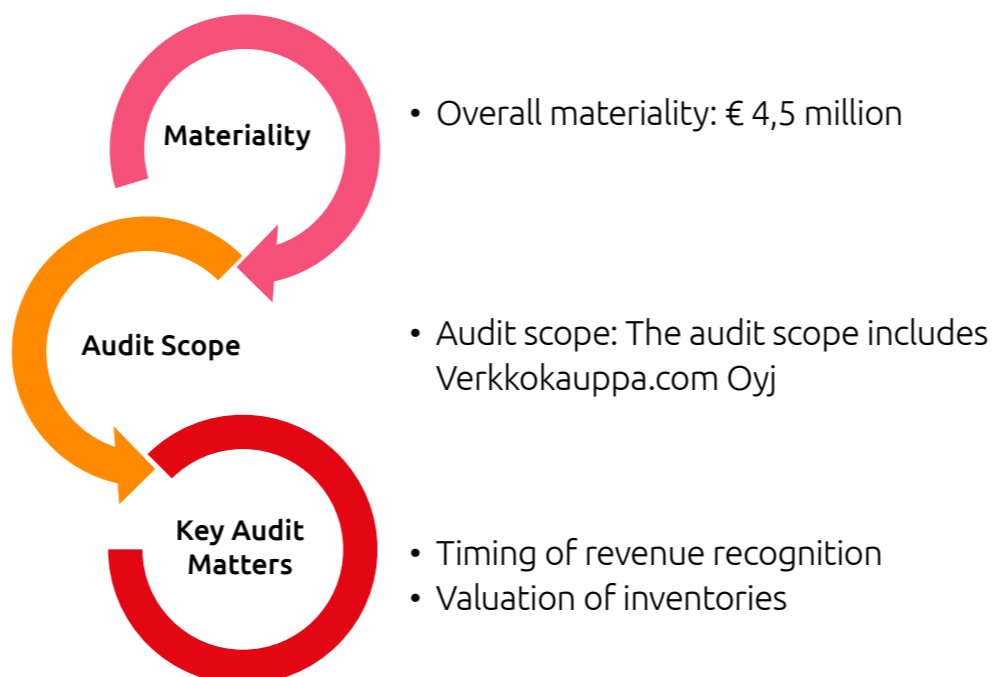 Materiality
• Overall materiality: € 4,5 million
Audit Scope
• Audit scope: The audit scope includes
Verkkokauppa.com Oyj
Key Audit
Matters
• Timing of revenue recognition
• Valuation of inventories